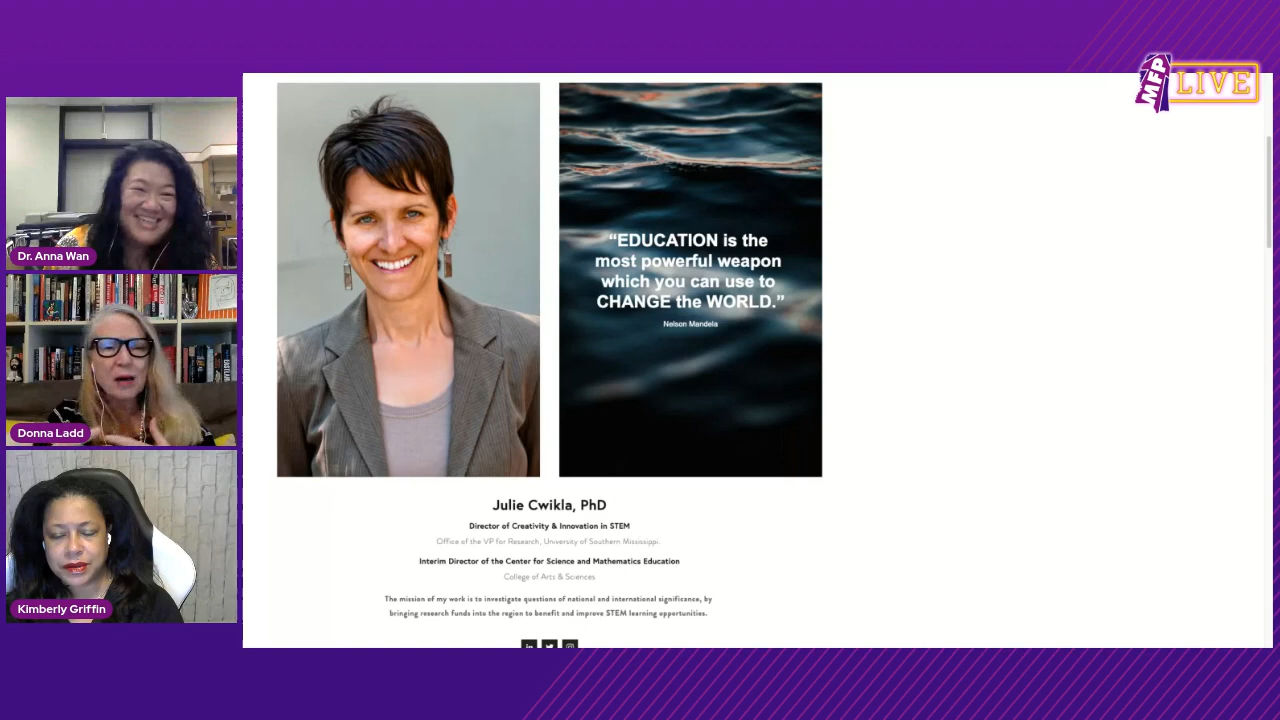 MFP LIVE
Dr. Anna Wan
Donna Ladd
Kimberly Griffin
“EDUCATION is the
most powerful weapon
which you can use to
CHANGE the WORLD.”
Nelson Mandela
Julie Cwikla, PhD
Director of Creativity & Innovation in STEM
Office of the VP for Research, University of Southern Mississippi.
Interim Director of the Center for Science and Mathematics Education
College of Arts & Sciences
The mission of my work is to investigate questions of national and international significance, by
bringing research funds into the region to benefit and improve STEM learning opportunities.
in